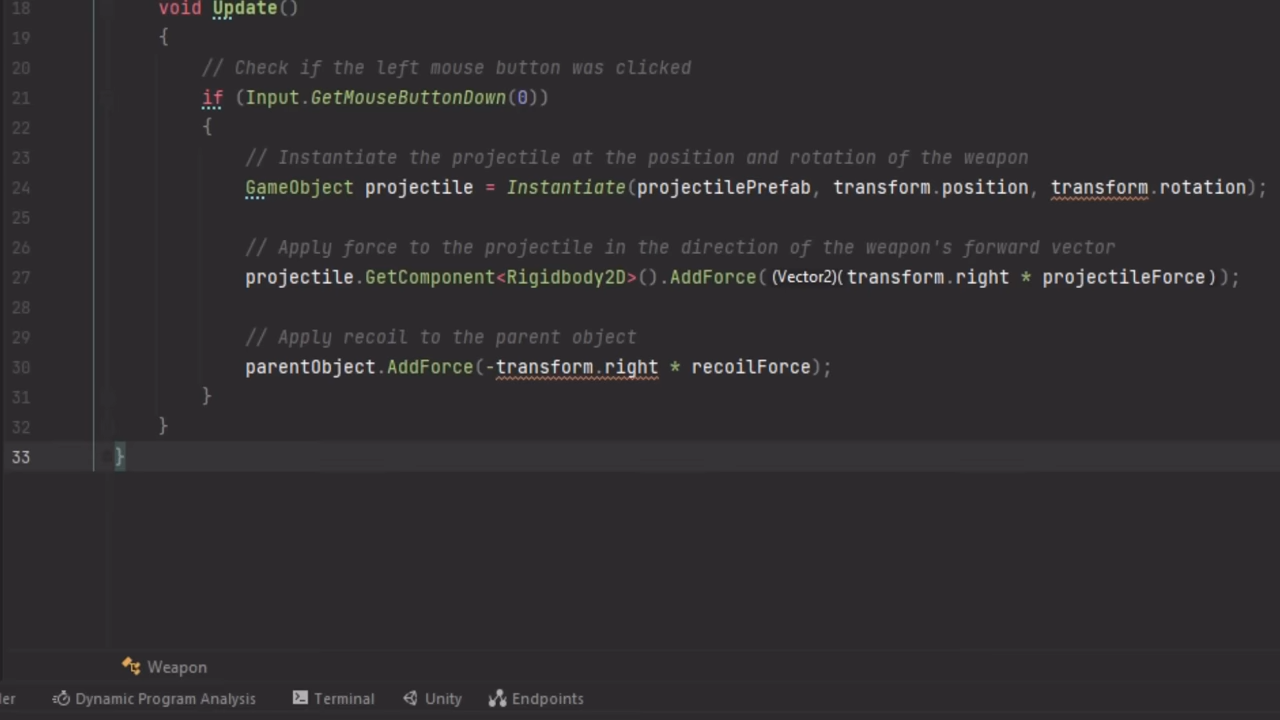 18 void Update()
19 {
20 // Check if the left mouse button was clicked
21 if (Input.GetMouseButtonDown(0))
22 {
23 // Instantiate the projectile at the position and rotation of the weapon
24 GameObject projectile = Instantiate(projectilePrefab, transform.position, transform.rotation);
25
26 // Apply force to the projectile in the direction of the weapon's forward vector
27 projectile.GetComponent<Rigidbody2D>().AddForce((Vector2)(transform.right * projectileForce));
28
29 // Apply recoil to the parent object
30 parentObject.AddForce(-transform.right * recoilForce);
31 }
32 }
33 }
Weapon
ler Dynamic Program Analysis Terminal Unity Endpoints